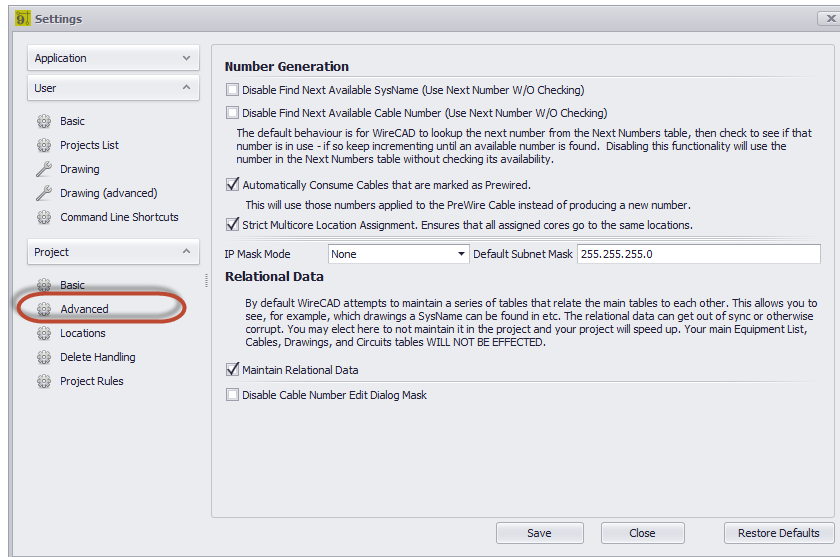 Settings
Application
User
Basic
Projects List
Drawing
Drawing (advanced)
Command Line Shortcuts
Project
Basic
Advanced
Locations
Delete Handling
Project Rules
Number Generation
Disable Find Next Available SysName (Use Next Number W/O Checking)
Disable Find Next Available Cable Number (Use Next Number W/O Checking)
The default behaviour is for WireCAD to lookup the next number from the Next Numbers table, then check to see if that
number is in use - if so keep incrementing until an available number is found.  Disabling this functionality will use the
number in the Next Numbers table without checking its availability.
Automatically Consume Cables that are marked as Prewired.
This will use those numbers applied to the PreWire Cable instead of producing a new number.
Strict Multicore Location Assignment. Ensures that all assigned cores go to the same locations.
IP Mask Mode None Default Subnet Mask 255.255.255.0
Relational Data
By default WireCAD attempts to maintain a series of tables that relate the main tables to each other. This allows you to
see, for example, which drawings a SysName can be found in etc. The relational data can get out of sync or otherwise
corrupt. You may elect here to not maintain it in the project and your project will speed up. Your main Equipment List,
Cables, Drawings, and Circuits tables WILL NOT BE EFFECTED.
Maintain Relational Data
Disable Cable Number Edit Dialog Mask
Save Close Restore Defaults